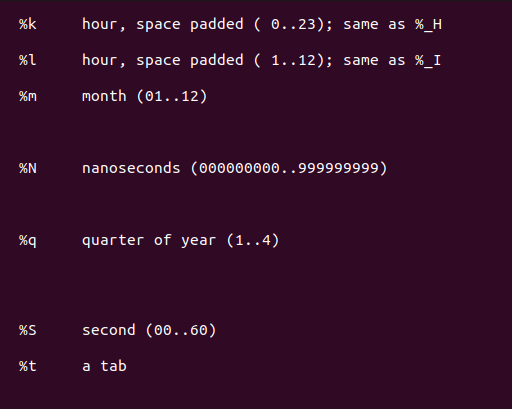 %k hour, space padded ( 0..23); same as %_H
%l hour, space padded ( 1..12); same as %_I
%m month (01..12)
%N nanoseconds (000000000..999999999)
%q quarter of year (1..4)
%S second (00..60)
%t a tab